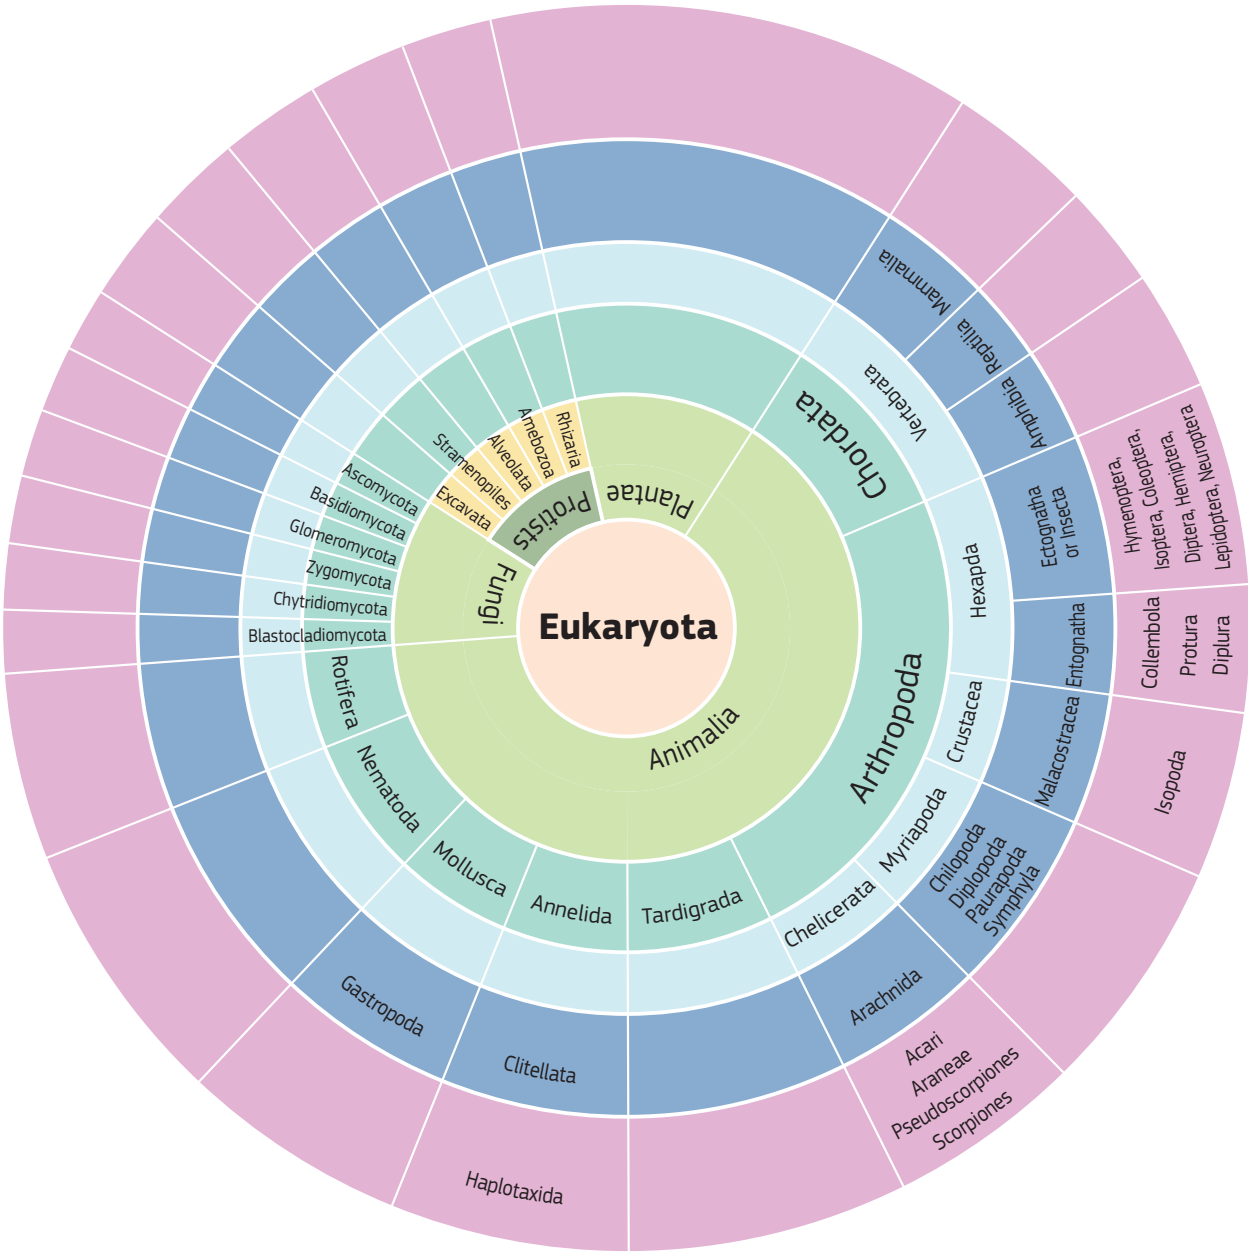 Eukaryota
Plantae
Animalia
Fungi
Protists
Excavata
Stramenopiles
Alveolata
Amebozoa
Rhizaria
Chordata
Arthropoda
Tardigrada
Annelida
Mollusca
Nematoda
Rotifera
Blastocladiomycota
Chytridiomycota
Zygomycota
Glomeromycota
Basidiomycota
Ascomycota
Vertebrata
Hexapda
Crustacea
Myriapoda
Chelicerata
Mammalia
Reptilia
Amphibia
Ectognata
or Insecta
Entognatha
Malacostracea
Chilopoda
Diplopoda
Paurapoda
Symphyla
Arachnida
Clitellata
Gastropoda
Hymenoptera,
Isoptera, Coleoptera,
Diptera, Hemiptera,
Lepidoptera, Neuroptera
Collembola
Protura
Diplura
Isopoda
Acari
Araneae
Pseudoscorpiones
Scorpiones
Haplotaxida